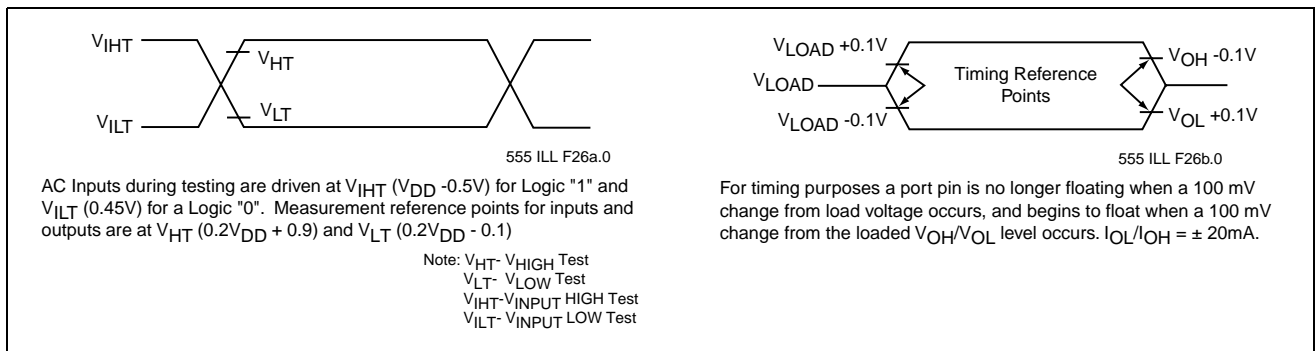 VIHT
VHT
VLT
VILT
555 ILL F26a.0
AC Inputs during testing are driven at VIHT (VDD -0.5V) for Logic "1" and
VILT (0.45V) for a Logic "0".  Measurement reference points for inputs and
outputs are at VHT (0.2VDD + 0.9) and VLT (0.2VDD - 0.1)
Note: VHT- VHIGH Test
VLT- VLOW Test
VIHT-VINPUT HIGH Test
VILT- VINPUT LOW Test
VLOAD +0.1V
VLOAD
VLOAD -0.1V
Timing Reference
Points
VOH -0.1V
VOL +0.1V
555 ILL F26b.0
For timing purposes a port pin is no longer floating when a 100 mV
change from load voltage occurs, and begins to float when a 100 mV
change from the loaded VOH/VOL level occurs. IOL/IOH = ± 20mA.